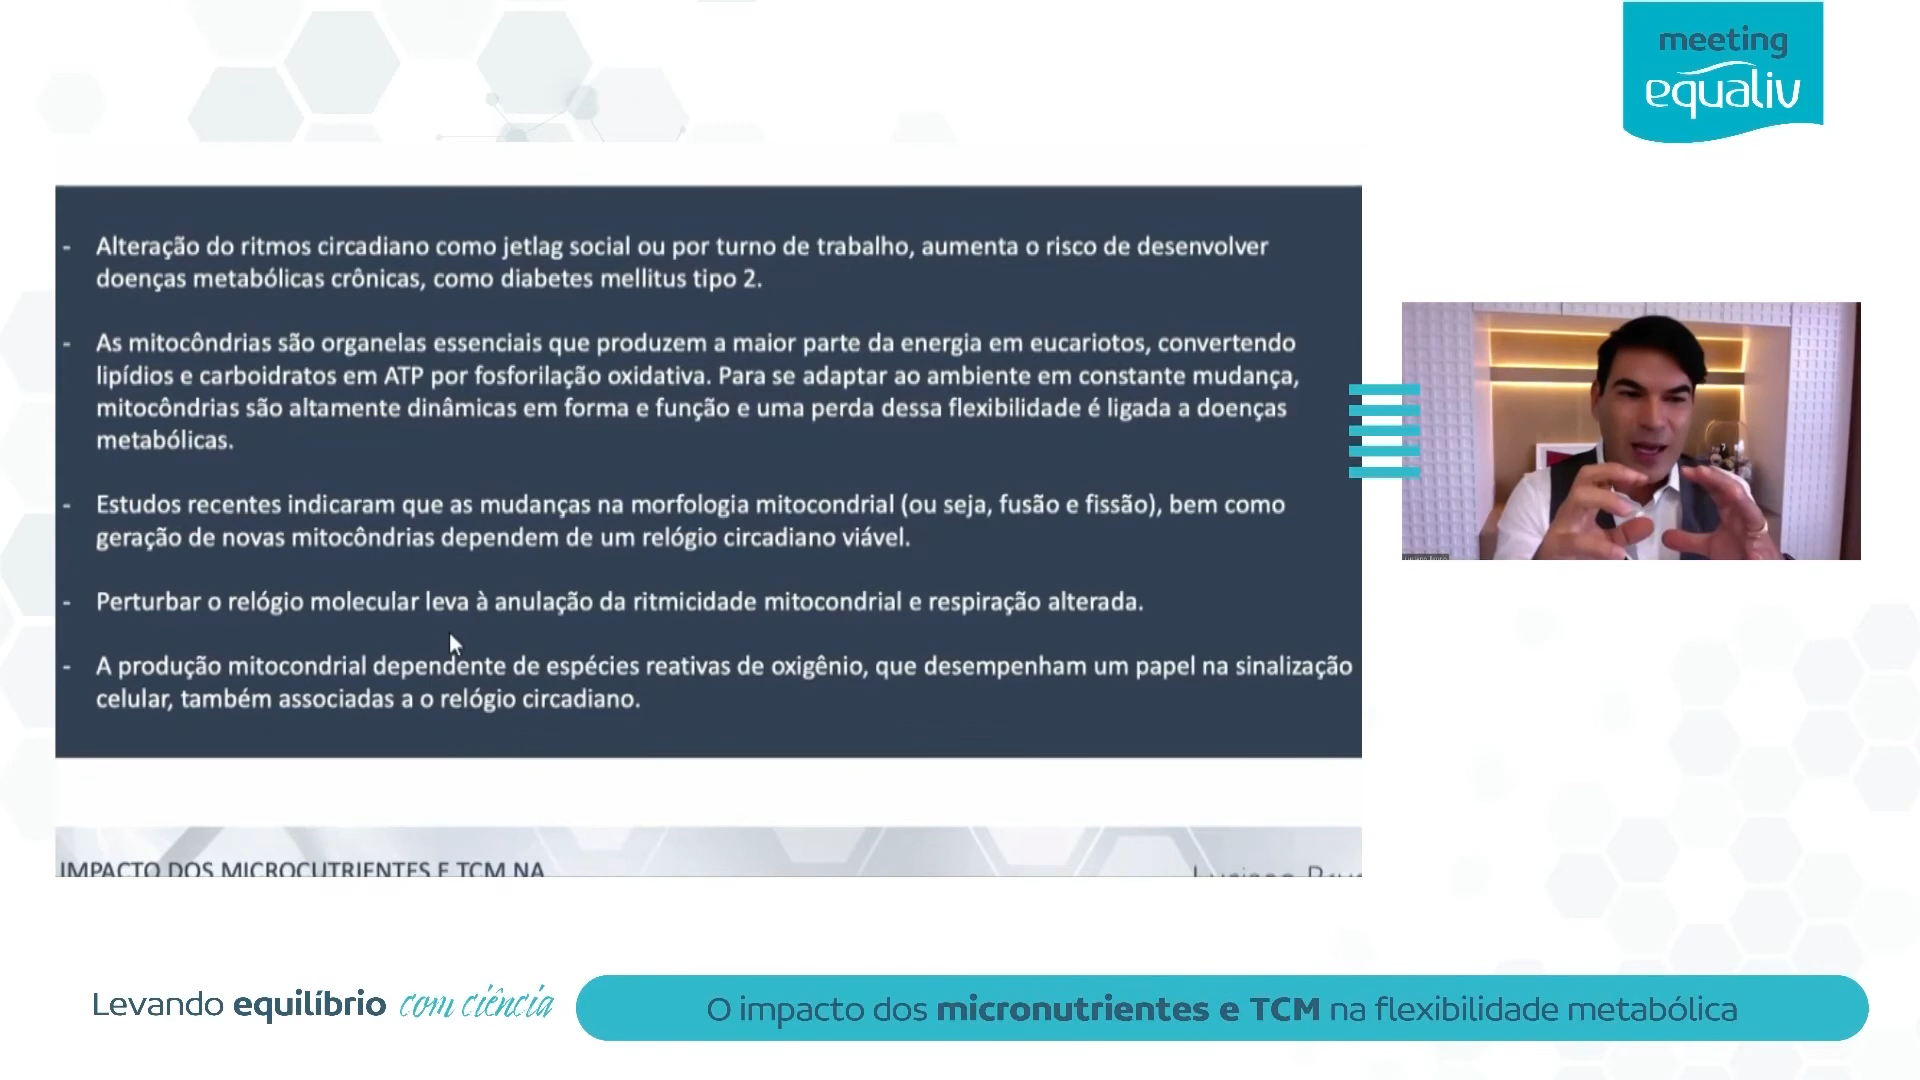 meeting
equaliv
- Alteração do ritmos circadiano como jetlag social ou por turno de trabalho, aumenta o risco de desenvolver
doenças metabólicas crônicas, como diabetes mellitus tipo 2.
- As mitocôndrias são organelas essenciais que produzem a maior parte da energia em eucariotos, convertendo
lipídios e carboidratos em ATP por fosforilação oxidativa. Para se adaptar ao ambiente em constante mudança,
mitocôndrias são altamente dinâmicas em forma e função e uma perda dessa flexibilidade é ligada a doenças
metabólicas.
- Estudos recentes indicaram que as mudanças na morfologia mitocondrial (ou seja, fusão e fissão), bem como
geração de novas mitocôndrias dependem de um relógio circadiano viável.
- Perturbar o relógio molecular leva à anulação da ritmicidade mitocondrial e respiração alterada.
- A produção mitocondrial dependente de espécies reativas de oxigênio, que desempenham um papel na sinalização
celular, também associadas a o relógio circadiano.
IMPACTO DOS MICROCUTRIENTES E TCM NA
Luciano
Levando equilíbrio com ciência
O impacto dos micronutrientes e TCM na flexibilidade metabólica